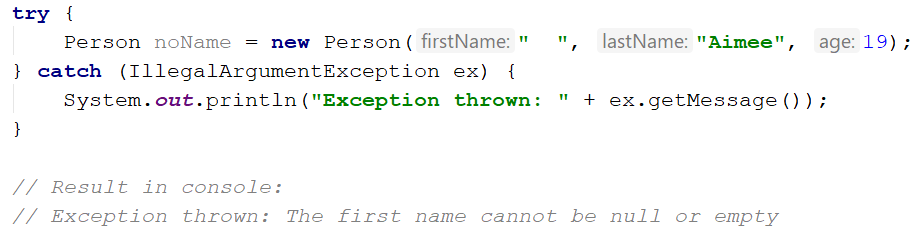 try {
    Person noName = new Person( firstName: "  ", lastName: "Aimee", age: 19);
} catch (IllegalArgumentException ex) {
    System.out.println("Exception thrown: " + ex.getMessage());
}
// Result in console:
// Exception thrown: The first name cannot be null or empty